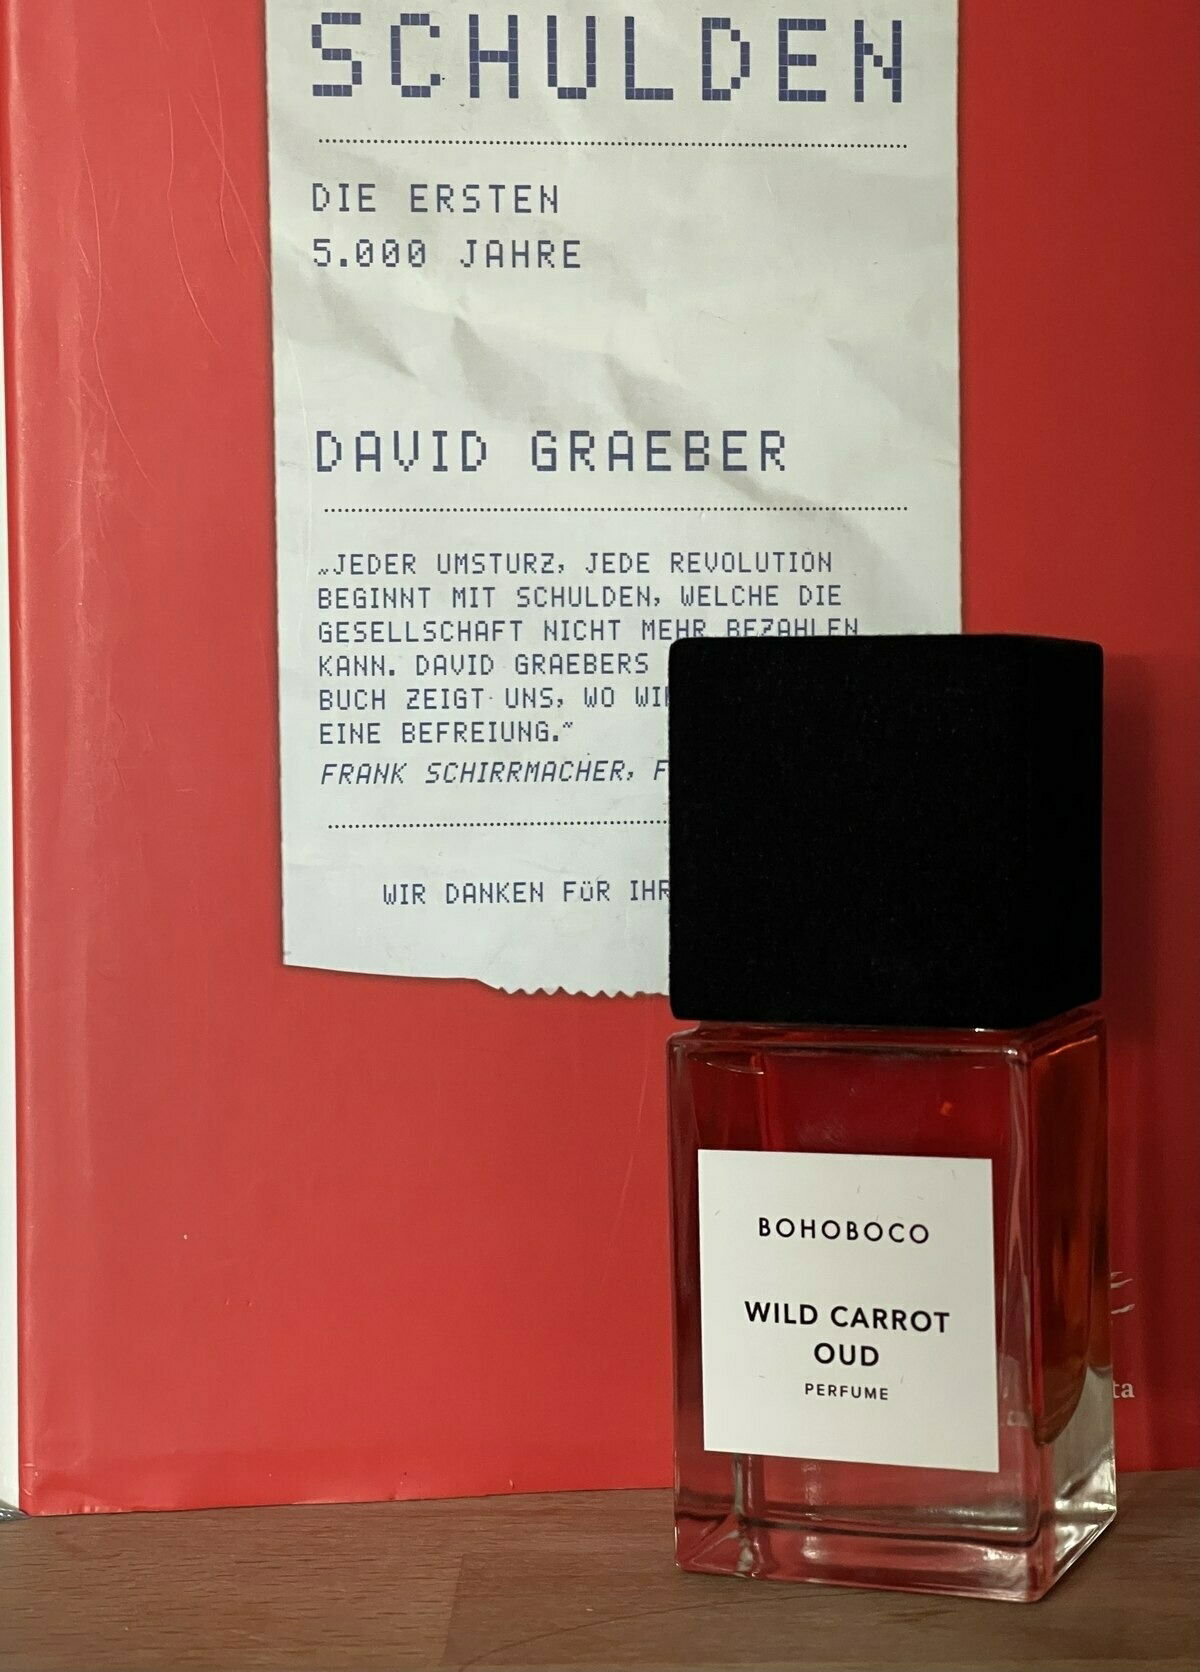 SCHULDEN
DIE ERSTEN
5.000 JAHRE
DAVID GRAEBER
„JEDER UMSTURZ, JEDE REVOLUTION
BEGINNT MIT SCHULDEN, WELCHE DIE
GESELLSCHAFT NICHT MEHR BEZAHLEN
KANN. DAVID GRAEBERS
BUCH ZEIGT UNS, WO
EINE BEFREIUNG.“
FRANK SCHIRRMACHER,
WIR DANKEN FÜR
BOHOBOCO
WILD CARROT
OUD
PERFUME